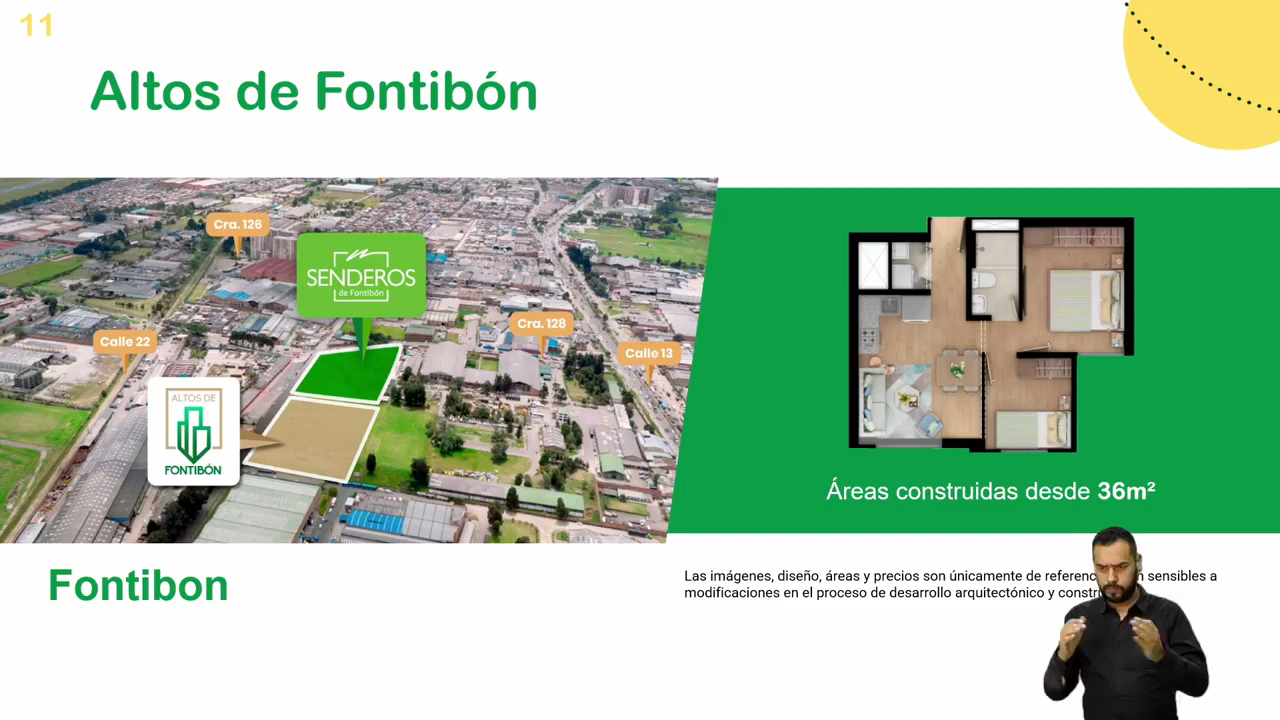 11
Altos de Fontibón
Cra. 126
SENDEROS
de Fontibón
Cra. 128
Calle 22
Calle 13
ALTOS DE
FONTIBÓN
Áreas construidas desde 36m²
Fontibon
Las imágenes, diseño, áreas y precios son únicamente de sensibles a
modificaciones en el proceso de desarrollo arquitectónico y